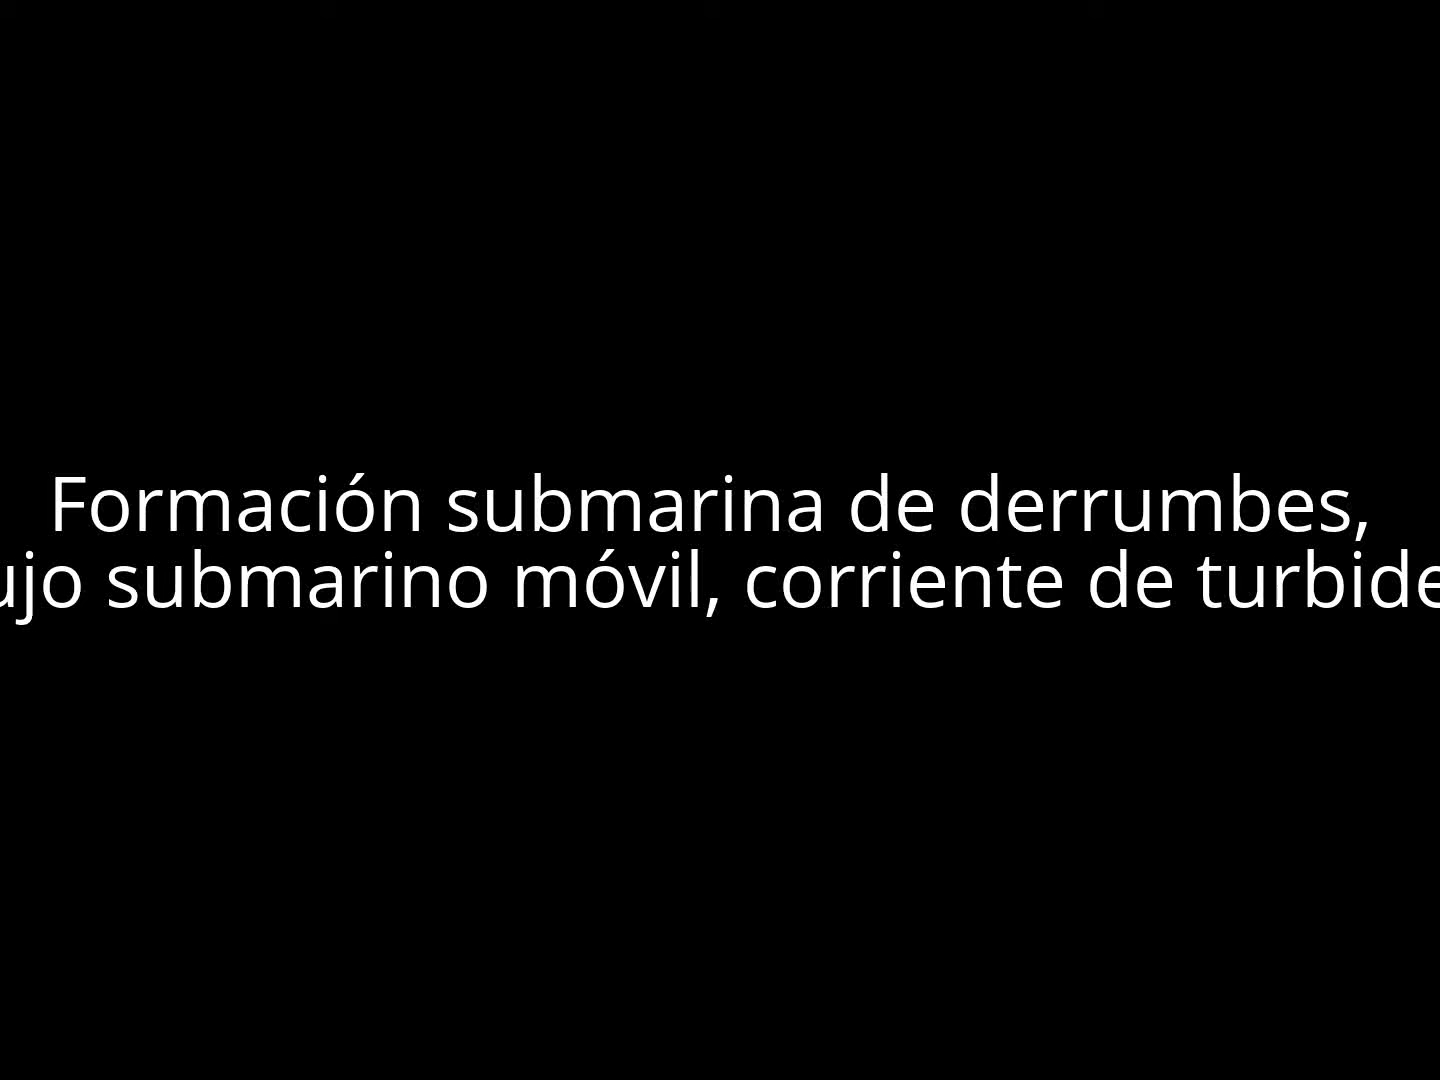 Formación submarina de derrumbes,
submarino móvil, corriente de